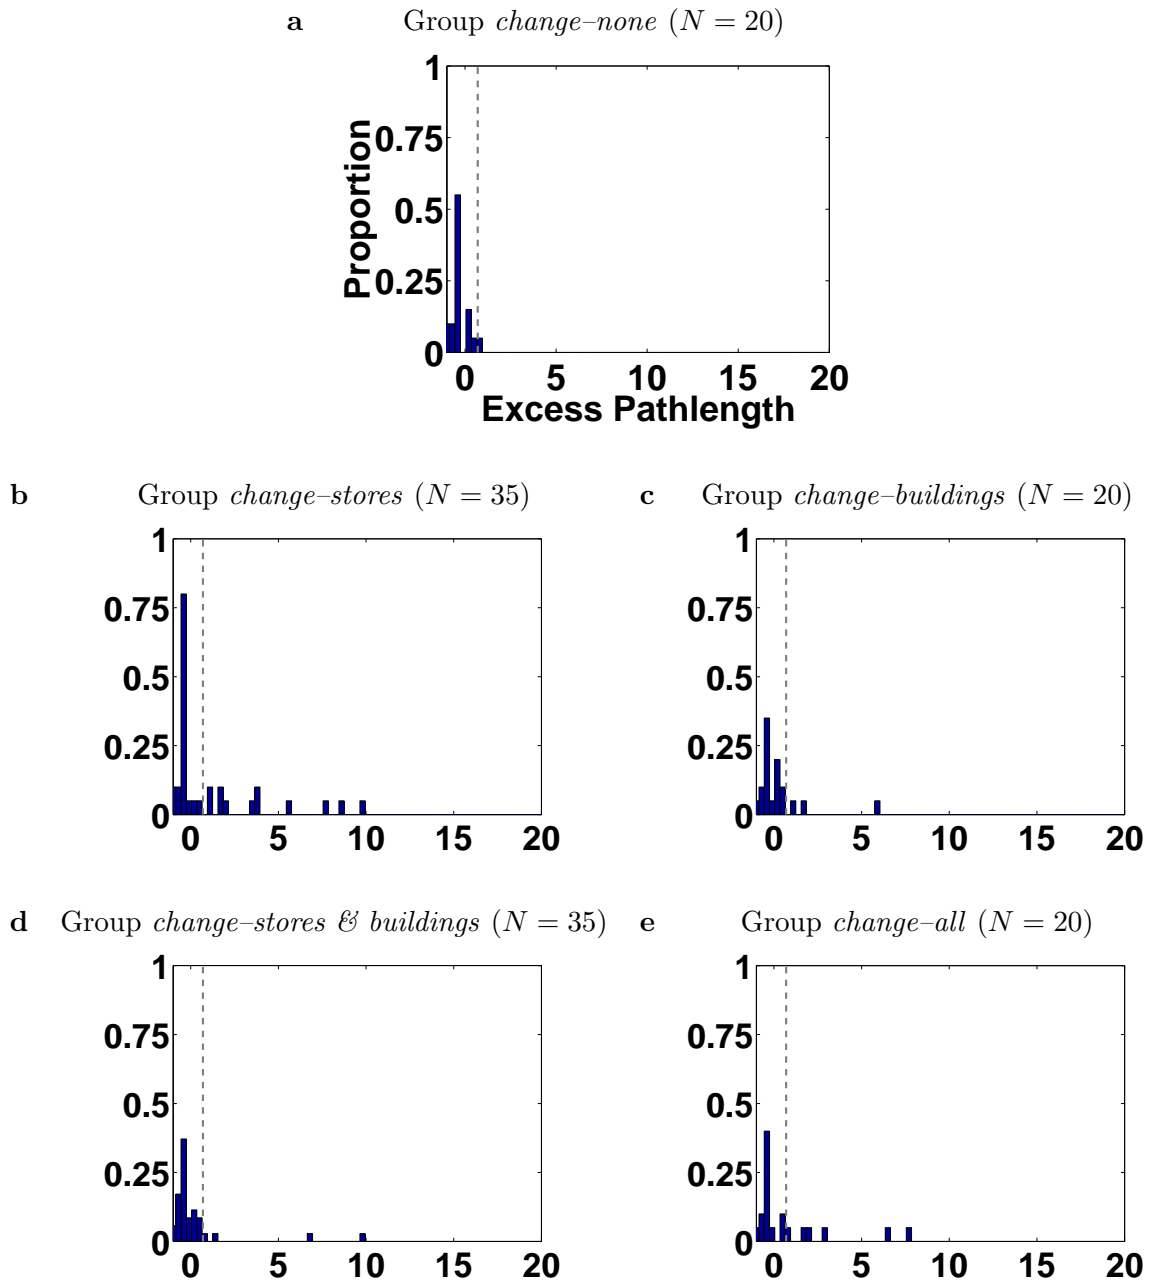 a Group change–none (N = 20)
1
0.75
0.5
0.25
0
Proportion
0 5 10 15 20
Excess Pathlength
b Group change–stores (N = 35) c Group change–buildings (N = 20)
1 1
0.75 0.75
0.5 0.5
0.25 0.25
0 0
0 5 10 15 20 0 5 10 15 20
d Group change–stores & buildings (N = 35) e Group change–all (N = 20)
1 1
0.75 0.75
0.5 0.5
0.25 0.25
0 0
0 5 10 15 20 0 5 10 15 20